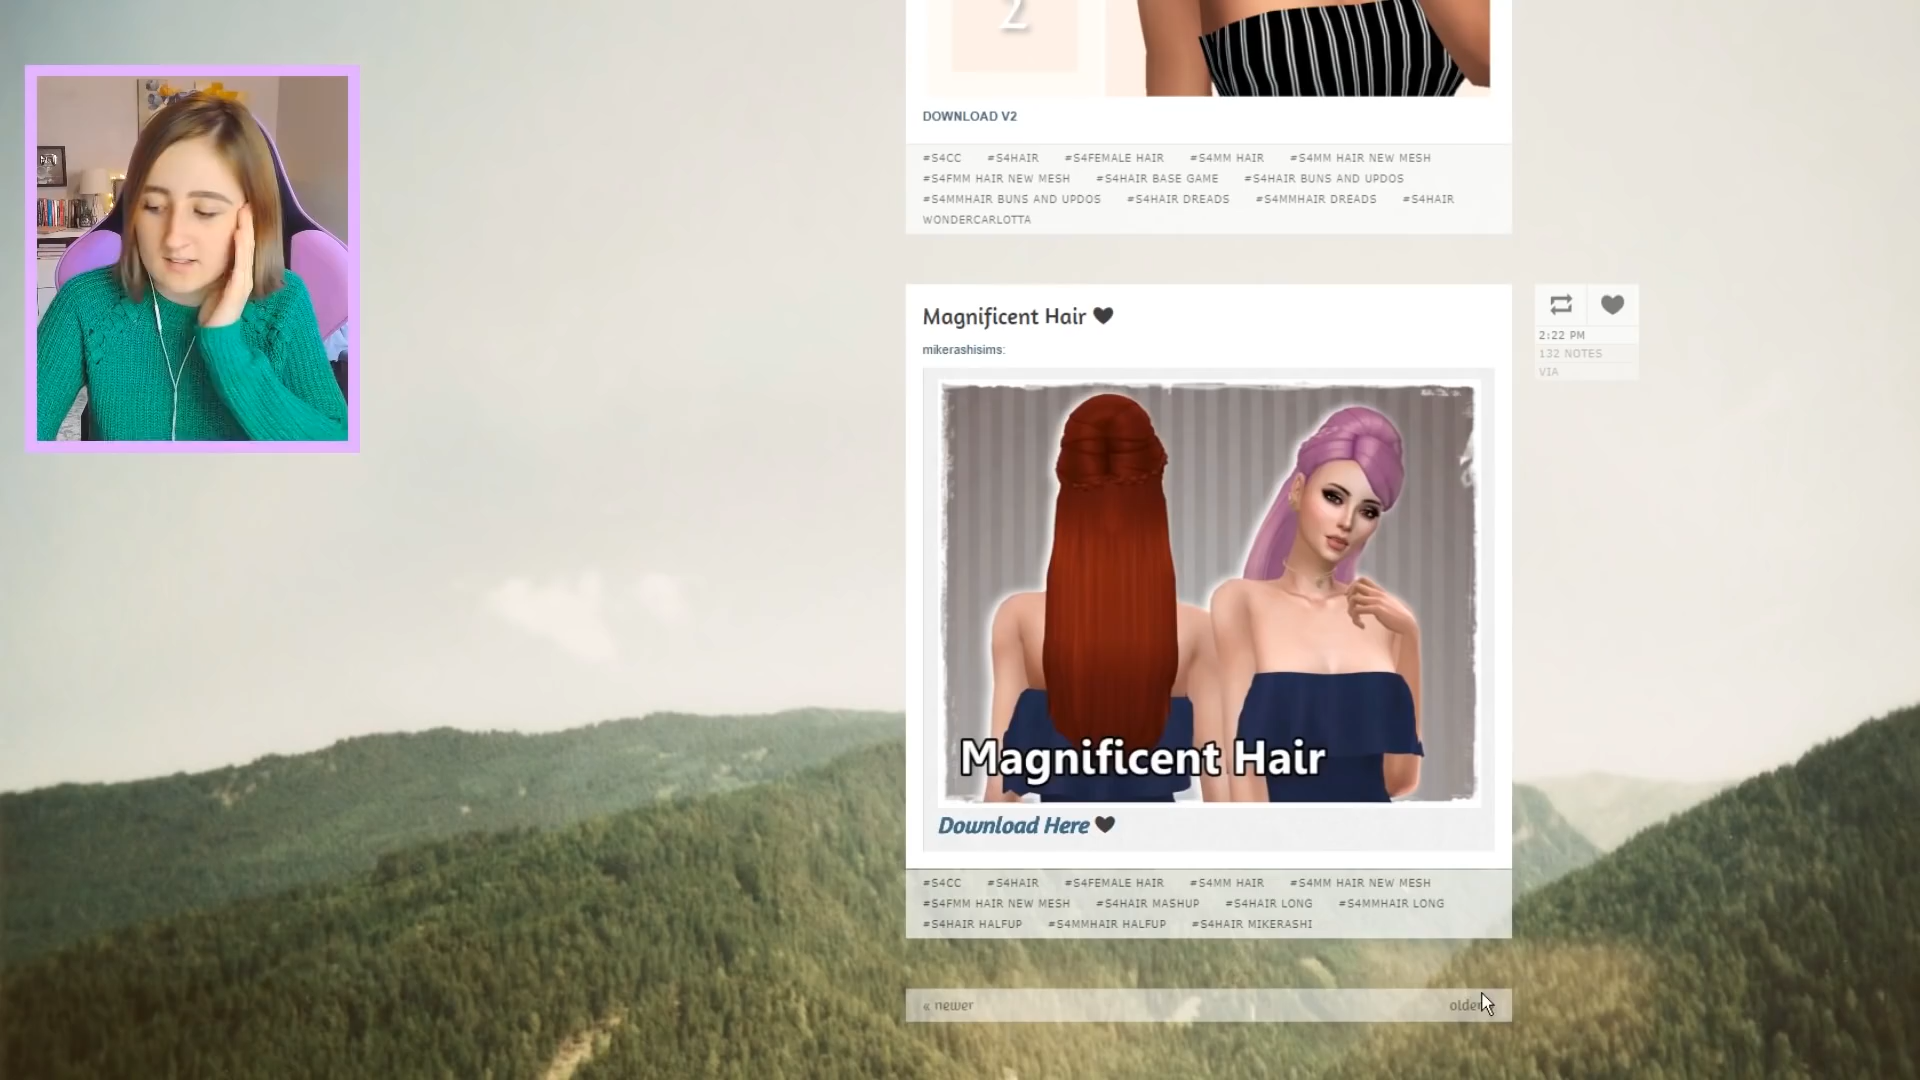 2
DOWNLOAD V2
#S4CC #S4HAIR #S4FEMALE HAIR #S4MM HAIR #S4MM HAIR NEW MESH
#S4FMM HAIR NEW MESH #S4HAIR BASE GAME #S4HAIR BUNS AND UPDOS
#S4MMHAIR BUNS AND UPDOS #S4HAIR DREADS #S4MMHAIR DREADS #S4HAIR
WONDERCARLOTTA
Magnificent Hair ♥
mikerashisims:
2:22 PM
132 NOTES
VIA
Magnificent Hair
Download Here ♥
#S4CC #S4HAIR #S4FEMALE HAIR #S4MM HAIR #S4MM HAIR NEW MESH
#S4FMM HAIR NEW MESH #S4HAIR MASHUP #S4HAIR LONG #S4MMHAIR LONG
#S4HAIR HALFUP #S4MMHAIR HALFUP #S4HAIR MIKERASHI
« newer older